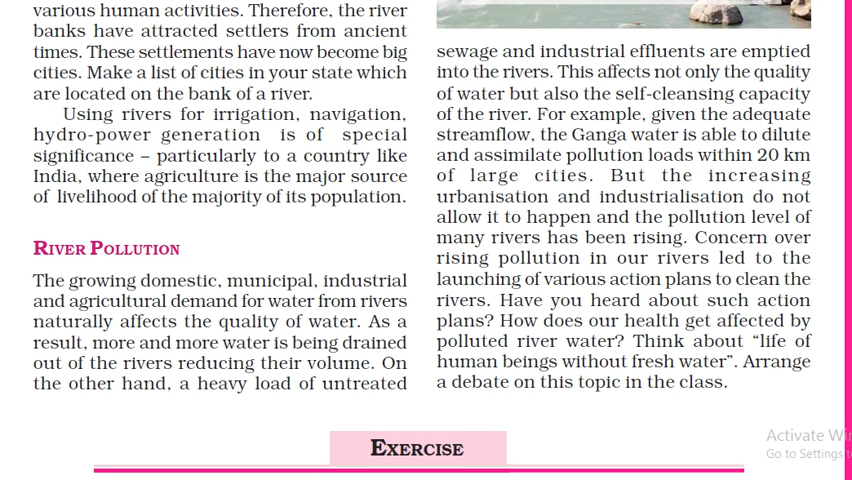 various human activities. Therefore, the river
banks have attracted settlers from ancient
times. These settlements have now become big
cities. Make a list of cities in your state which
are located on the bank of a river.
Using rivers for irrigation, navigation,
hydro-power generation is of special
significance – particularly to a country like
India, where agriculture is the major source
of livelihood of the majority of its population.
RIVER POLLUTION
The growing domestic, municipal, industrial
and agricultural demand for water from rivers
naturally affects the quality of water. As a
result, more and more water is being drained
out of the rivers reducing their volume. On
the other hand, a heavy load of untreated
sewage and industrial effluents are emptied
into the rivers. This affects not only the quality
of water but also the self-cleansing capacity
of the river. For example, given the adequate
streamflow, the Ganga water is able to dilute
and assimilate pollution loads within 20 km
of large cities. But the increasing
urbanisation and industrialisation do not
allow it to happen and the pollution level of
many rivers has been rising. Concern over
rising pollution in our rivers led to the
launching of various action plans to clean the
rivers. Have you heard about such action
plans? How does our health get affected by
polluted river water? Think about “life of
human beings without fresh water”. Arrange
a debate on this topic in the class.
EXERCISE
Activate
Go to Settings